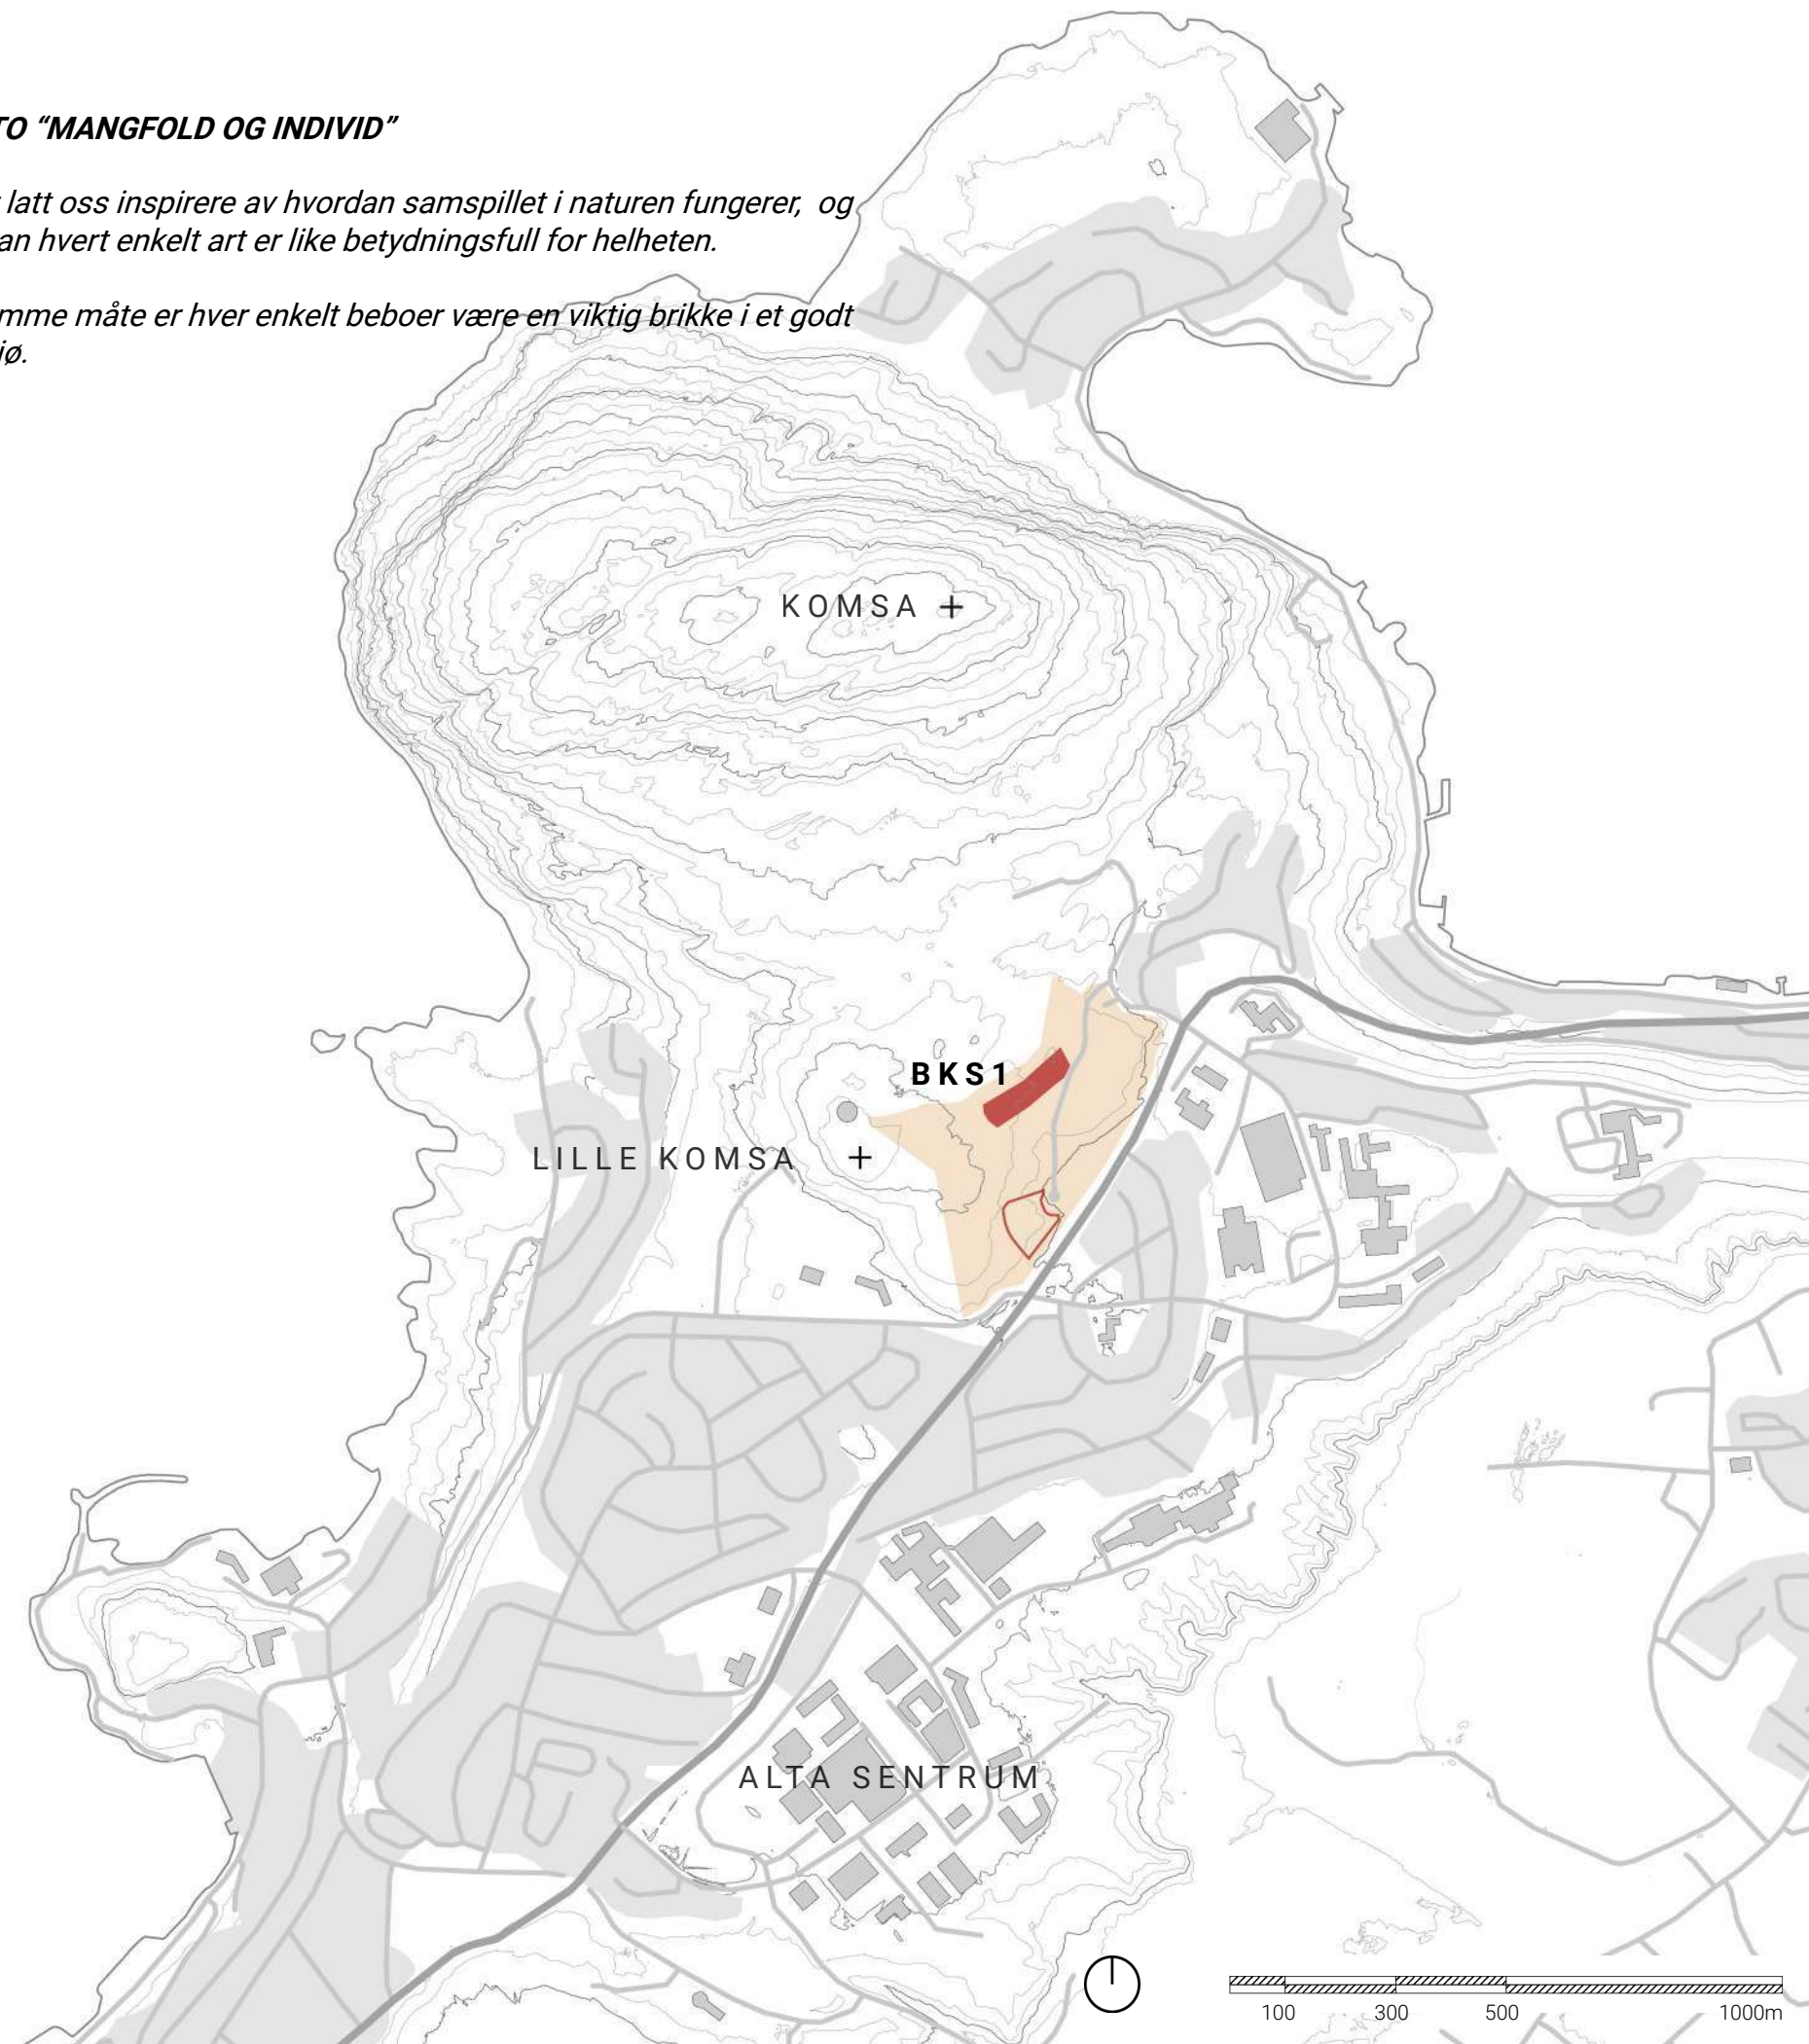 TO “MANGFOLD OG INDIVID”
latt oss inspirere av hvordan samspillet i naturen fungerer, og
an hvert enkelt art er like betydningsfull for helheten.
mme måte er hver enkelt beboer være en viktig brikke i et godt
jø.
KOMSA
BKS1
LILLE KOMSA
ALTA SENTRUM
100 300 500 1000m